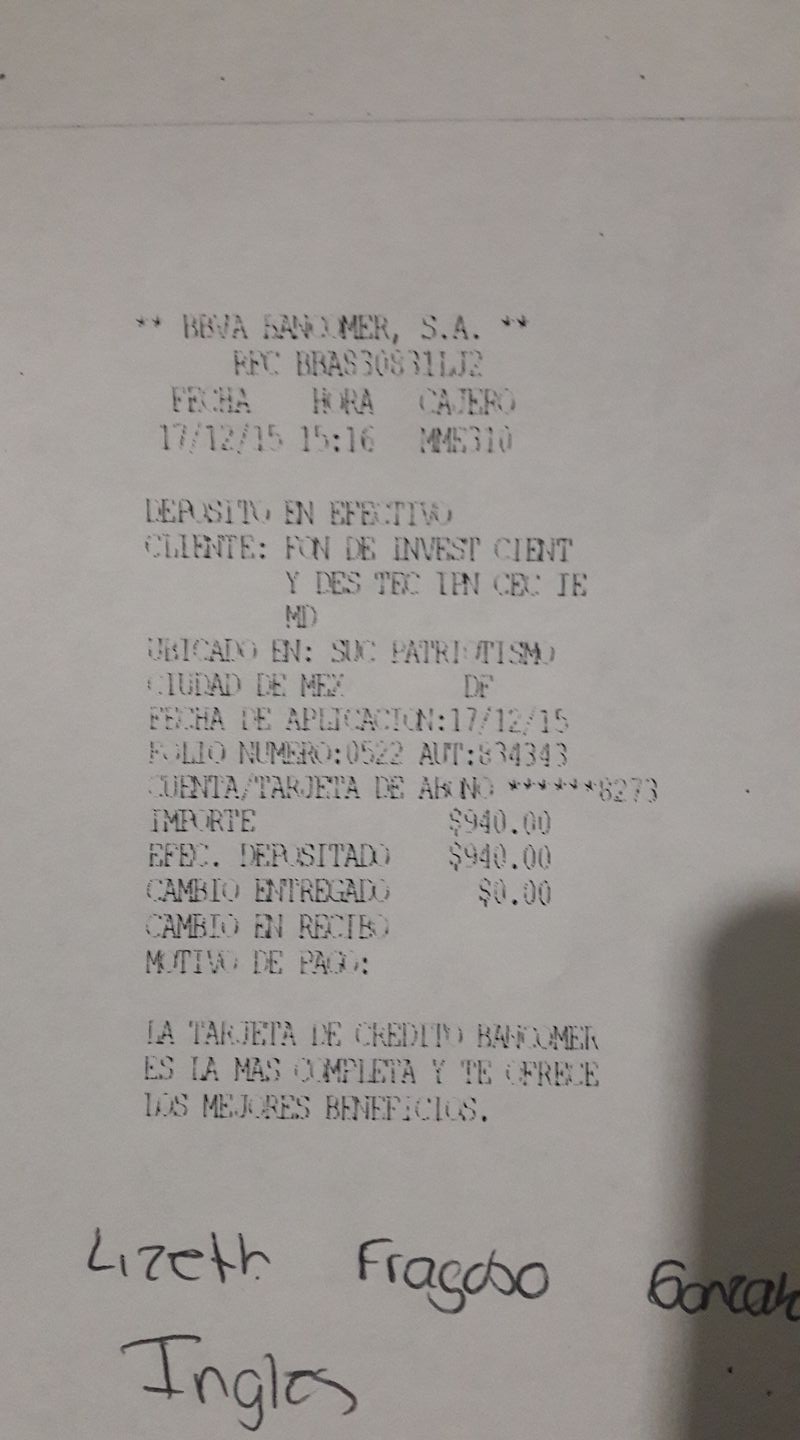 ** BBVA BANCOMER, S.A. **
RFC BBA830831LJ2
FECHA HORA CAJERO
17/12/15 15:16 MME310
DEPOSITO EN EFECTIVO
CLIENTE: FON DE INVEST CIENT
Y DES TEC IPN CEC IE
MD
UBICADO EN: SUC PATRIOTISMO
CIUDAD DE MEX DF
FECHA DE APLICACION:17/12/15
FOLIO NUMERO:0522 AUT:834343
CUENTA/TARJETA DE ABONO ******8273
IMPORTE $940.00
EFEC. DEPOSITADO $940.00
CAMBIO ENTREGADO $0.00
CAMBIO EN RECIBO
MOTIVO DE PAGO:
LA TARJETA DE CREDITO BANCOMER
ES LA MAS COMPLETA Y TE OFRECE
LOS MEJORES BENEFICIOS.
Lizeth Fragoso
Ingles